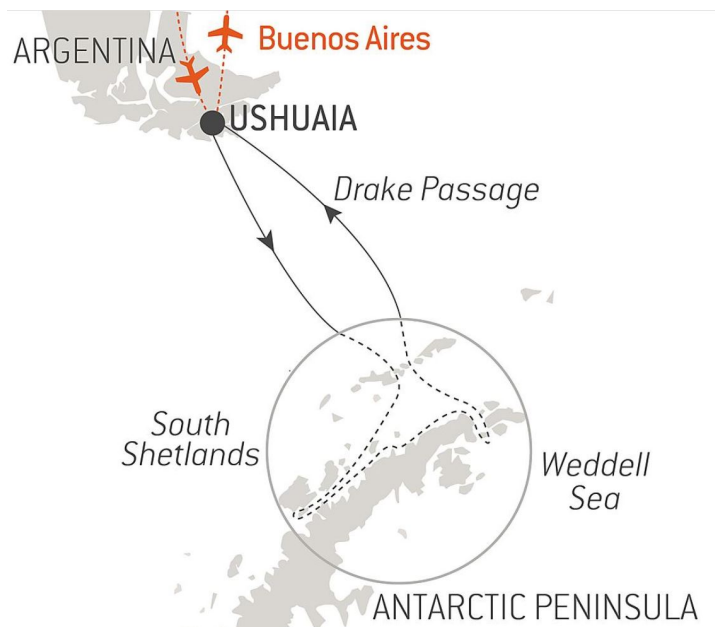 ARGENTINA
Buenos Aires
USHUAIA
Drake Passage
South
Shetlands
Weddell
Sea
ANTARCTIC PENINSULA